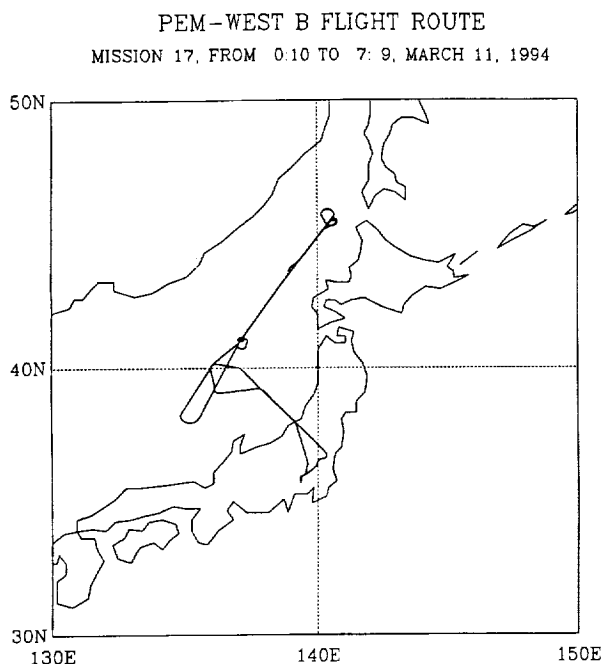 PEM-WEST B FLIGHT ROUTE
MISSION 17, FROM 0:10 TO 7: 9, MARCH 11, 1994
50N
40N
30N
130E 140E 150E